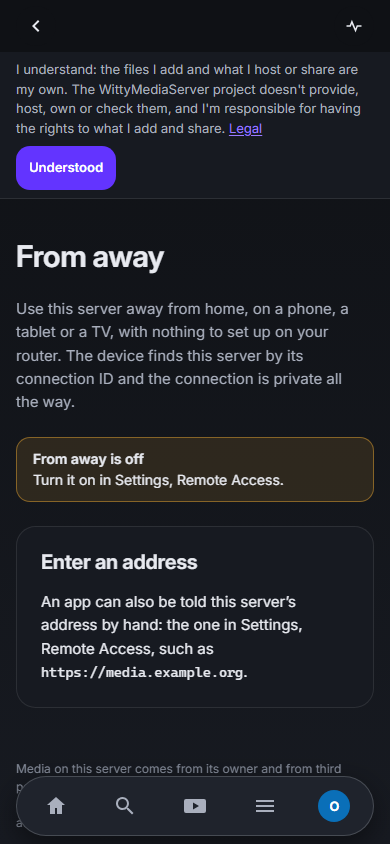 I understand: the files I add and what I host or share are
my own. The WittyMediaServer project doesn't provide,
host, own or check them, and I'm responsible for having
the rights to what I add and share. Legal
Understood
From away
Use this server away from home, on a phone, a
tablet or a TV, with nothing to set up on your
router. The device finds this server by its
connection ID and the connection is private all
the way.
From away is off
Turn it on in Settings, Remote Access.
Enter an address
An app can also be told this server's
address by hand: the one in Settings,
Remote Access, such as
https://media.example.org.
Media on this server comes from its owner and from third
O